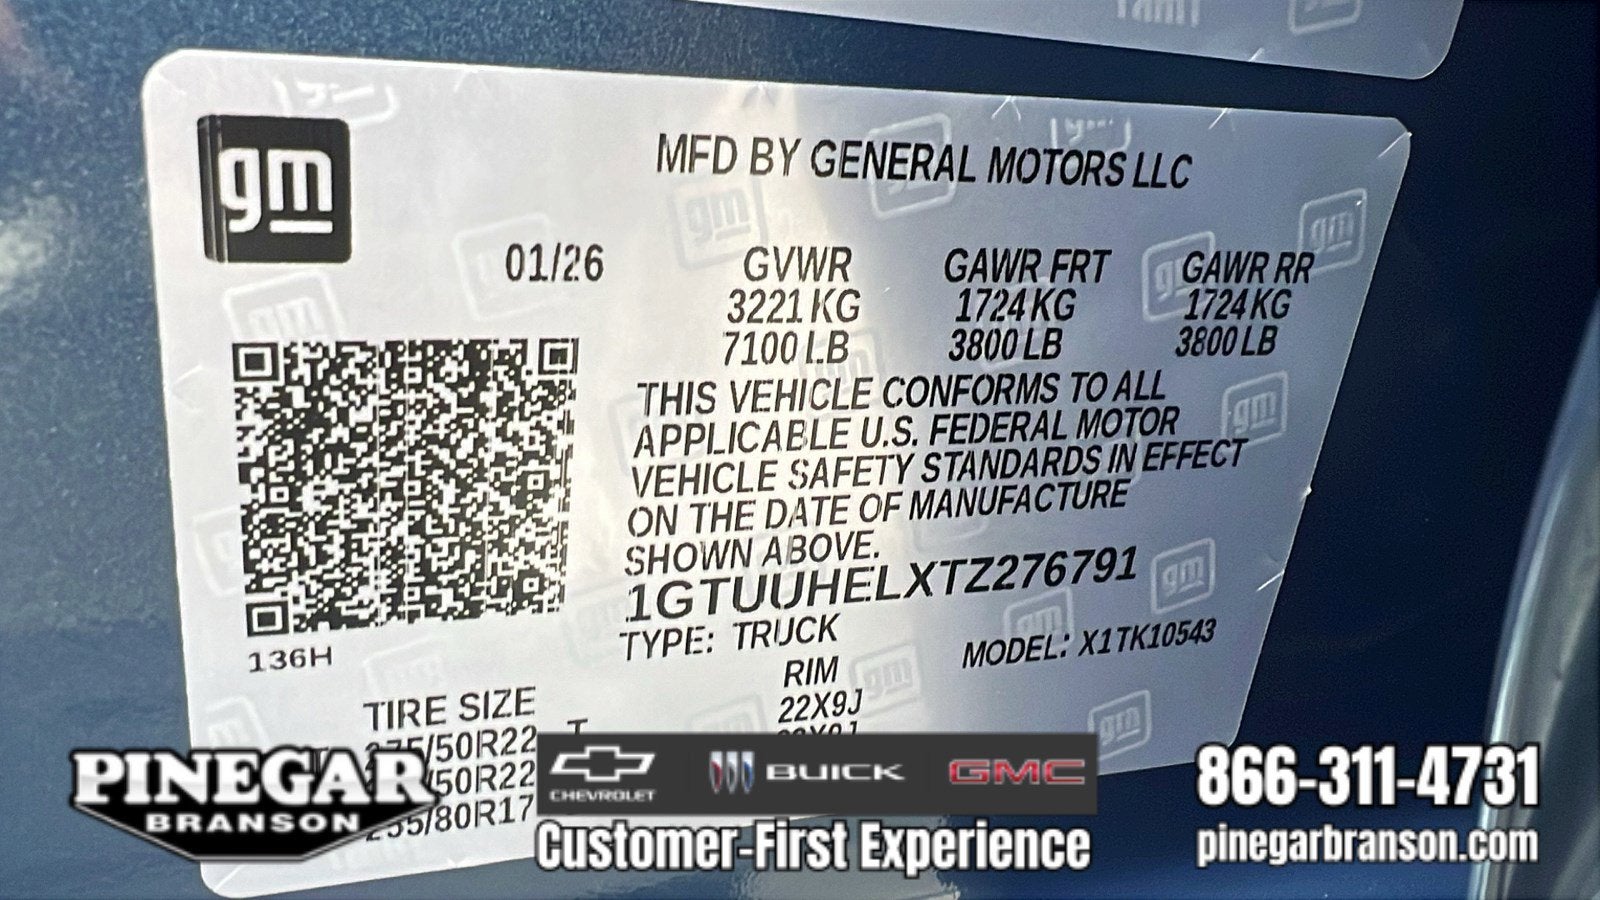 gm
MFD BY GENERAL MOTORS LLC
01/26
GVWR GAWR FRT GAWR RR
3221 KG 1724 KG 1724 KG
7100 LB 3800 LB 3800 LB
THIS VEHICLE CONFORMS TO ALL
APPLICABLE U.S. FEDERAL MOTOR
VEHICLE SAFETY STANDARDS IN EFFECT
ON THE DATE OF MANUFACTURE
SHOWN ABOVE.
1GTUUHELXTZ276791
TYPE: TRUCK MODEL: X1TK10543
136H
TIRE SIZE RIM
/50R22 22X9J
/50R22
/80R17
PINEGAR
BRANSON
CHEVROLET BUICK GMC
Customer-First Experience
866-311-4731
pinegarbranson.com